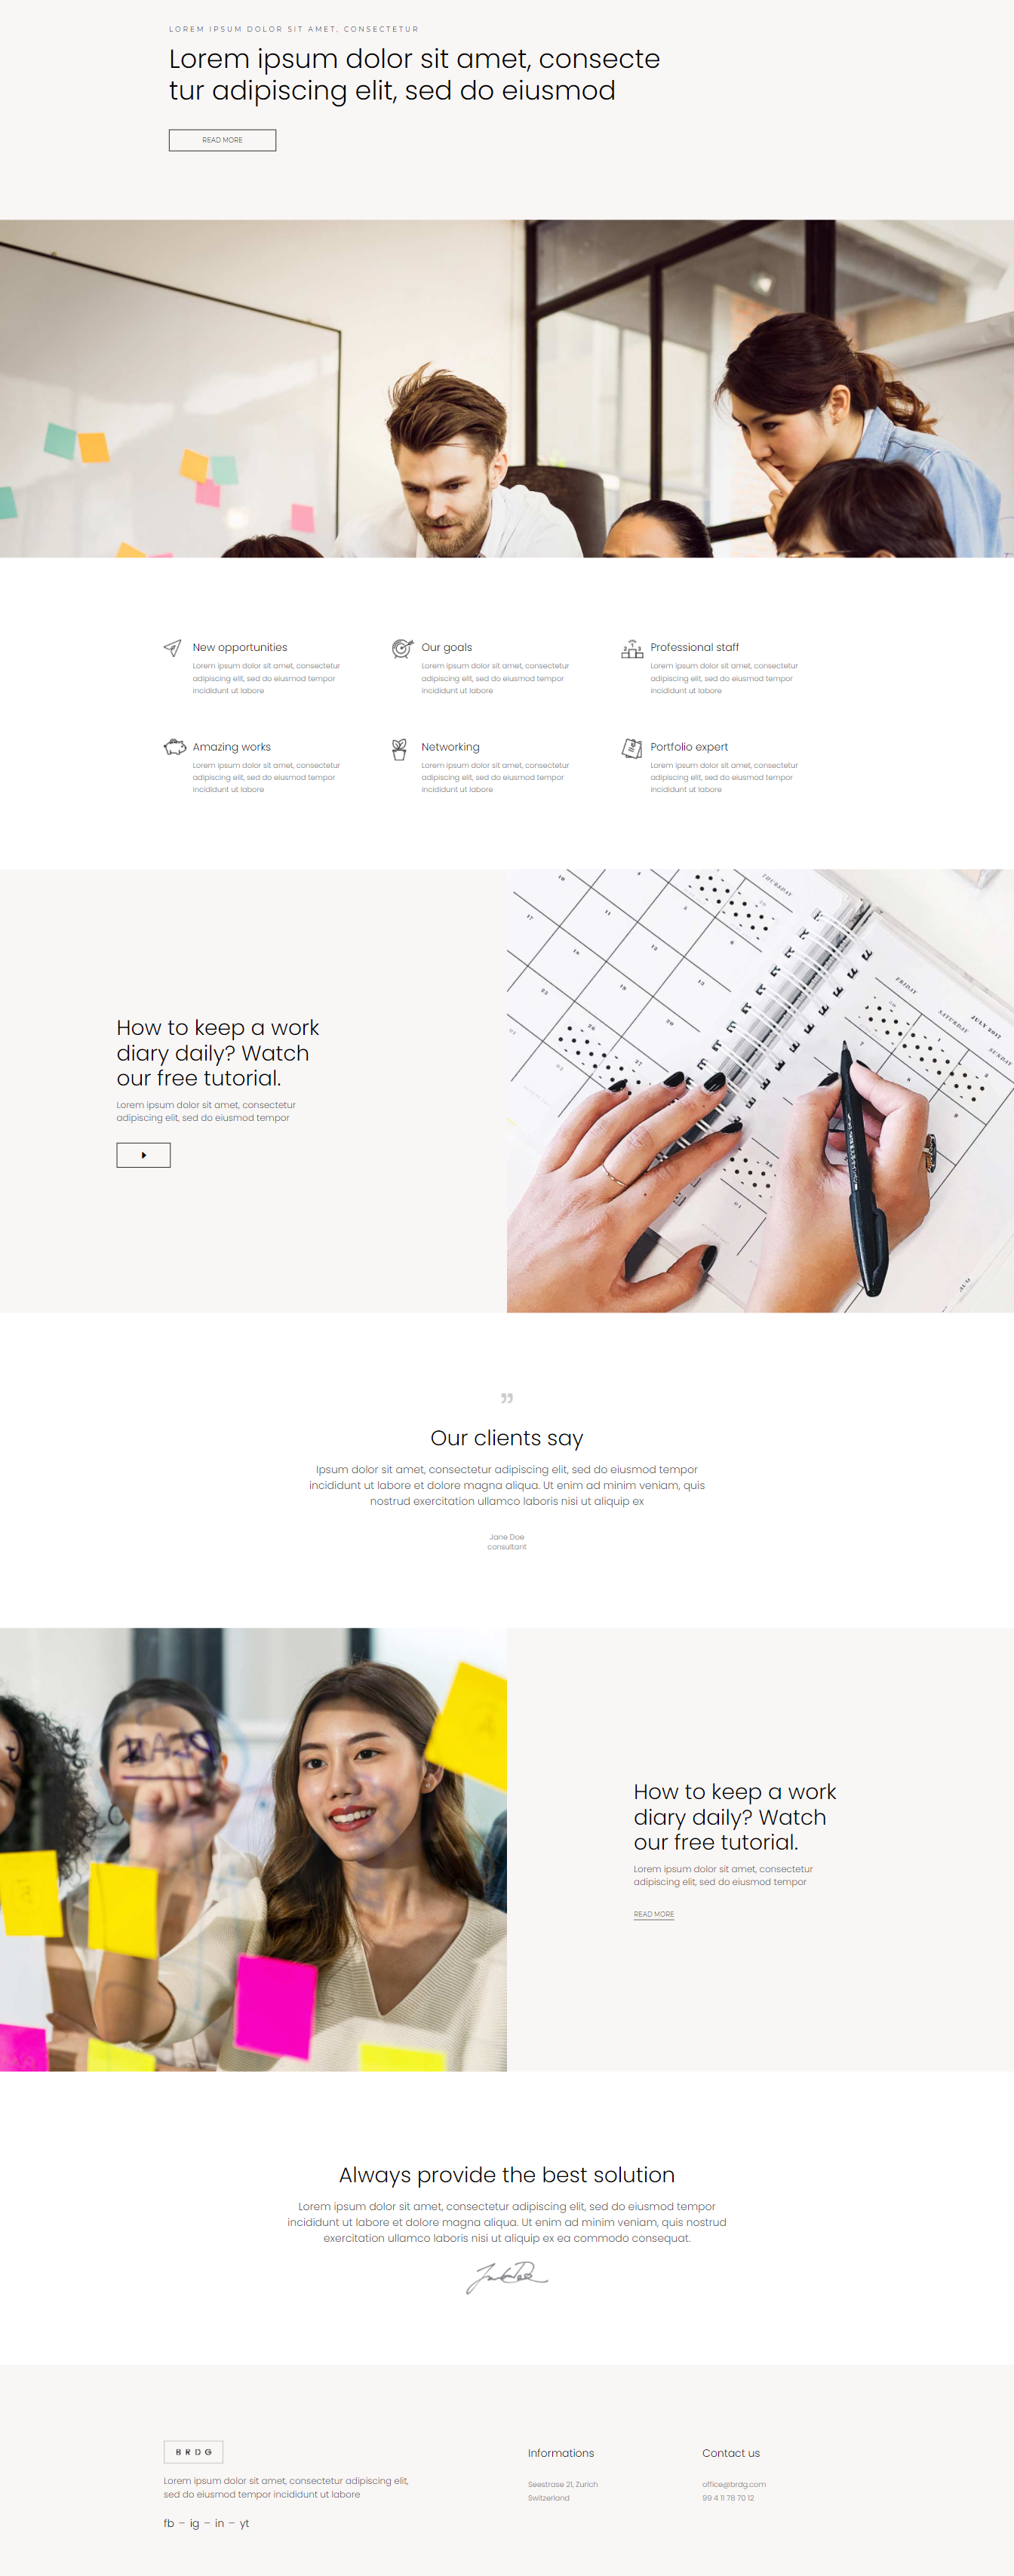 LOREM IPSUM DOLOR SIT AMET, CONSECTETUR
Lorem ipsum dolor sit amet, consecte
tur adipiscing elit, sed do eiusmod
READ MORE
New opportunities
Lorem ipsum dolor sit amet, consectetur
adipiscing elit, sed do eiusmod tempor
incididunt ut labore
Our goals
Lorem ipsum dolor sit amet, consectetur
adipiscing elit, sed do eiusmod tempor
incididunt ut labore
Professional staff
Lorem ipsum dolor sit amet, consectetur
adipiscing elit, sed do eiusmod tempor
incididunt ut labore
Amazing works
Lorem ipsum dolor sit amet, consectetur
adipiscing elit, sed do eiusmod tempor
incididunt ut labore
Networking
Lorem ipsum dolor sit amet, consectetur
adipiscing elit, sed do eiusmod tempor
incididunt ut labore
Portfolio expert
Lorem ipsum dolor sit amet, consectetur
adipiscing elit, sed do eiusmod tempor
incididunt ut labore
How to keep a work
diary daily? Watch
our free tutorial.
Lorem ipsum dolor sit amet, consectetur
adipiscing elit, sed do eiusmod tempor
THURSDAY
FRIDAY
SATURDAY
JULY 2017
SUNDAY
”
Our clients say
Ipsum dolor sit amet, consectetur adipiscing elit, sed do eiusmod tempor
incididunt ut labore et dolore magna aliqua. Ut enim ad minim veniam, quis
nostrud exercitation ullamco laboris nisi ut aliquip ex
Jane Doe
consultant
How to keep a work
diary daily? Watch
our free tutorial.
Lorem ipsum dolor sit amet, consectetur
adipiscing elit, sed do eiusmod tempor
READ MORE
Always provide the best solution
Lorem ipsum dolor sit amet, consectetur adipiscing elit, sed do eiusmod tempor
incididunt ut labore et dolore magna aliqua. Ut enim ad minim veniam, quis nostrud
exercitation ullamco laboris nisi ut aliquip ex ea commodo consequat.
BRDG
Lorem ipsum dolor sit amet, consectetur adipiscing elit,
sed do eiusmod tempor incididunt ut labore
fb – ig – in – yt
Informations
Seestrase 21, Zurich
Switzerland
Contact us
office@brdg.com
99 4 11 78 70 12